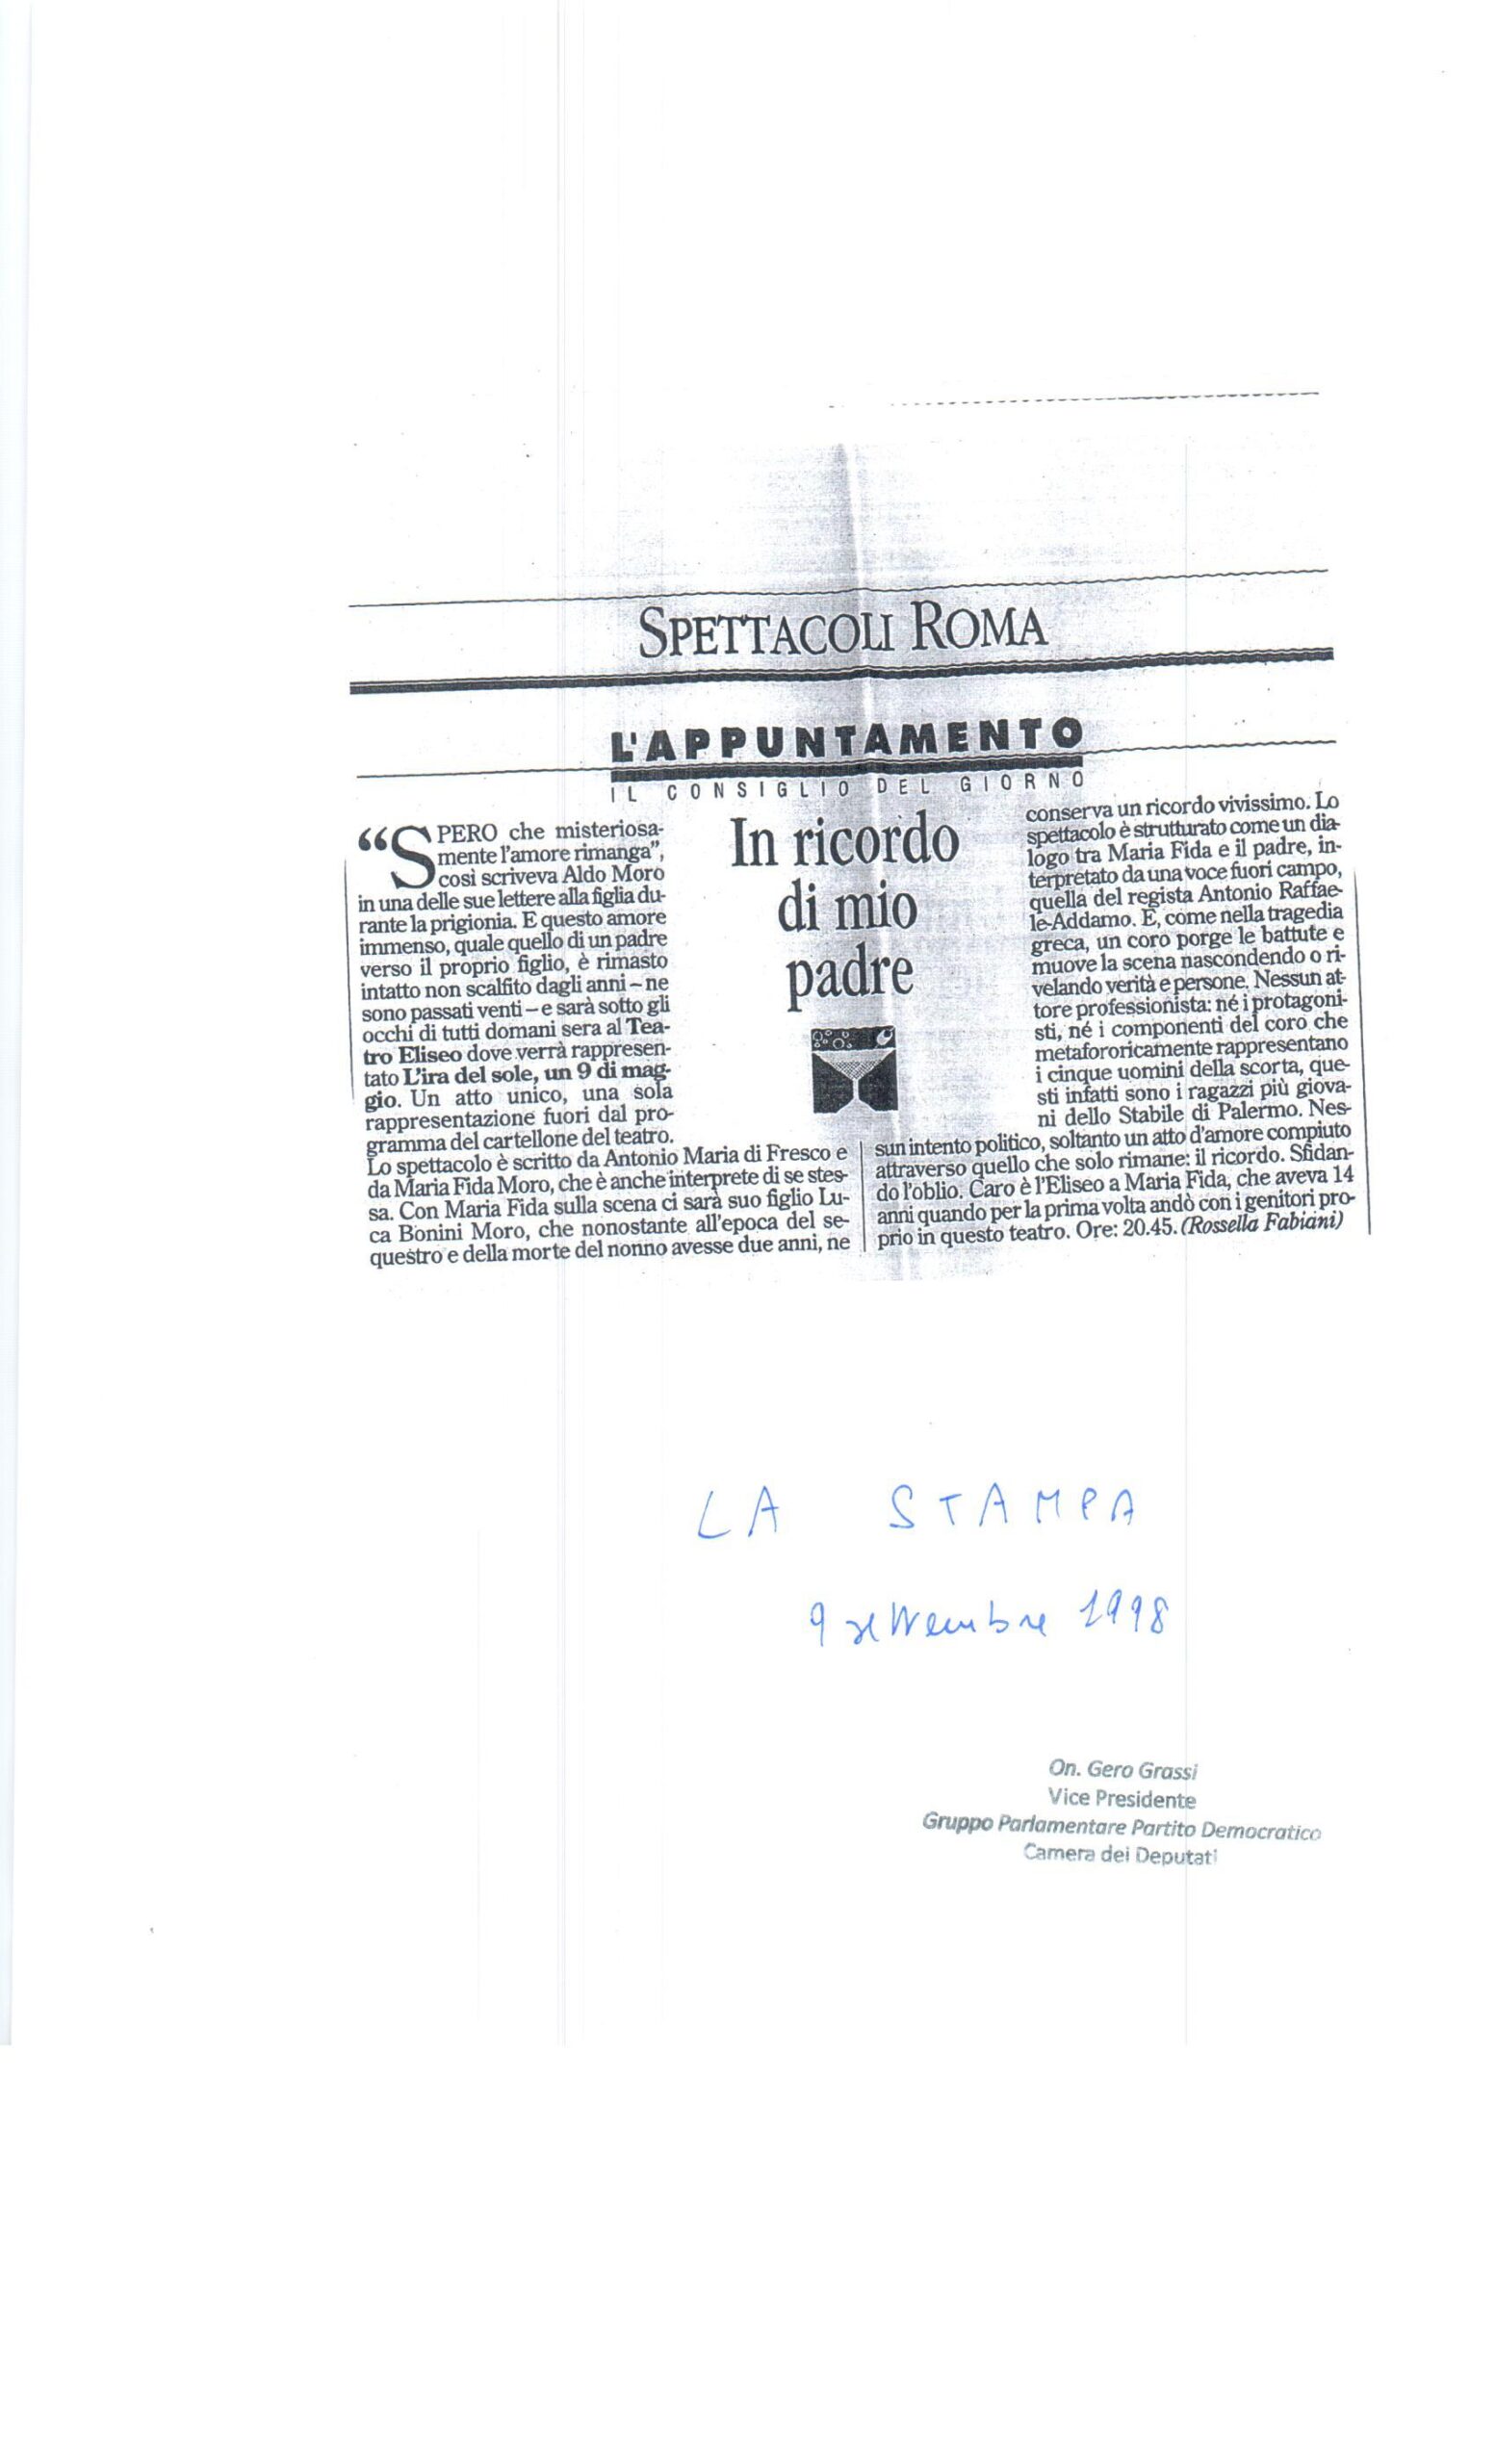 SPETTACOLI ROMA
L'APPUNTAMENTO
IL CONSIGLIO DEL GIORNO
In ricordo
di mio
padre
“SPERO che misteriosa-
mente l'amore rimanga”,
così scriveva Aldo Moro
in una delle sue lettere alla figlia du-
rante la prigionia. E questo amore
immenso, quale quello di un padre
verso il proprio figlio, è rimasto
intatto non scalfito dagli anni – ne
sono passati venti – e sarà sotto gli
occhi di tutti domani sera al Tea-
tro Eliseo dove verrà rappresen-
tato L'ira del sole, un 9 di mag-
gio. Un atto unico, una sola
rappresentazione fuori dal pro-
gramma del cartellone del teatro.
Lo spettacolo è scritto da Antonio Maria di Fresco e
da Maria Fida Moro, che è anche interprete di se stes-
sa. Con Maria Fida sulla scena ci sarà suo figlio Lu-
ca Bonini Moro, che nonostante all'epoca del se-
questro e della morte del nonno avesse due anni, ne
conserva un ricordo vivissimo. Lo
spettacolo è strutturato come un dia-
logo tra Maria Fida e il padre, in-
terpretato da una voce fuori campo,
quella del regista Antonio Raffae-
le-Addamo. E, come nella tragedia
greca, un coro porge le battute e
muove la scena nascondendo o ri-
velando verità e persone. Nessun at-
tore professionista: né i protagoni-
sti, né i componenti del coro che
metafororicamente rappresentano
i cinque uomini della scorta, que-
sti infatti sono i ragazzi più giova-
ni dello Stabile di Palermo. Nes-
sun intento politico, soltanto un atto d'amore compiuto
attraverso quello che solo rimane: il ricordo. Sfidan-
do l'oblio. Caro è l'Eliseo a Maria Fida, che aveva 14
anni quando per la prima volta andò con i genitori pro-
prio in questo teatro. Ore: 20.45. (Rossella Fabiani)
LA STAMPA
9 settembre 1998
On. Gero Grassi
Vice Presidente
Gruppo Parlamentare Partito Democratico
Camera dei Deputati